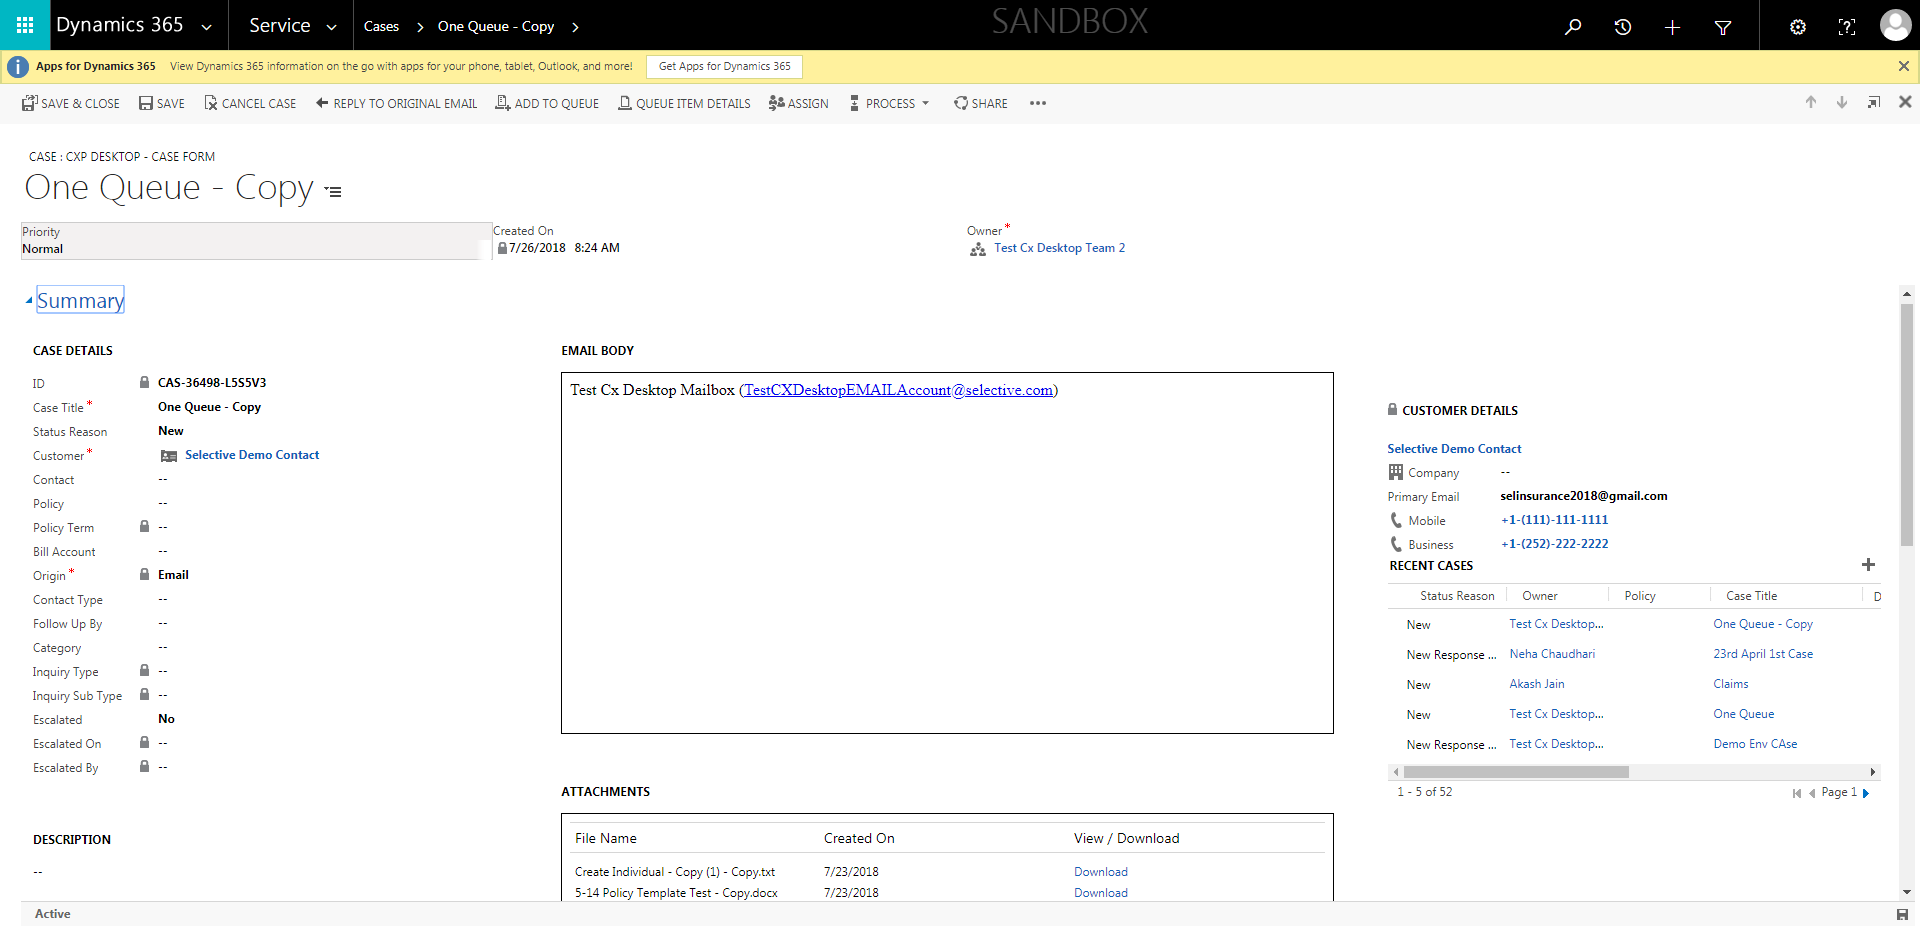 Dynamics 365
Service
Cases
One Queue - Copy
SANDBOX
Apps for Dynamics 365 View Dynamics 365 information on the go with apps for your phone, tablet, Outlook, and more! Get Apps for Dynamics 365
SAVE & CLOSE SAVE CANCEL CASE REPLY TO ORIGINAL EMAIL ADD TO QUEUE QUEUE ITEM DETAILS ASSIGN PROCESS SHARE •••
CASE : CXP DESKTOP - CASE FORM
One Queue - Copy
Priority
Normal
Created On
7/26/2018 8:24 AM
Owner *
Test Cx Desktop Team 2
Summary
CASE DETAILS
ID CAS-36498-L5S5V3
Case Title * One Queue - Copy
Status Reason New
Customer * Selective Demo Contact
Contact --
Policy --
Policy Term --
Bill Account --
Origin * Email
Contact Type --
Follow Up By --
Category --
Inquiry Type --
Inquiry Sub Type --
Escalated No
Escalated On --
Escalated By --
DESCRIPTION
--
EMAIL BODY
Test Cx Desktop Mailbox (TestCXDesktopEMAILAccount@selective.com)
ATTACHMENTS
File Name Created On View / Download
Create Individual - Copy (1) - Copy.txt 7/23/2018 Download
5-14 Policy Template Test - Copy.docx 7/23/2018 Download
CUSTOMER DETAILS
Selective Demo Contact
Company --
Primary Email selinsurance2018@gmail.com
Mobile +1-(111)-111-1111
Business +1-(252)-222-2222
RECENT CASES
Status Reason Owner Policy Case Title D
New Test Cx Desktop... One Queue - Copy
New Response ... Neha Chaudhari 23rd April 1st Case
New Akash Jain Claims
New Test Cx Desktop... One Queue
New Response ... Test Cx Desktop... Demo Env CAse
1 - 5 of 52 Page 1
Active